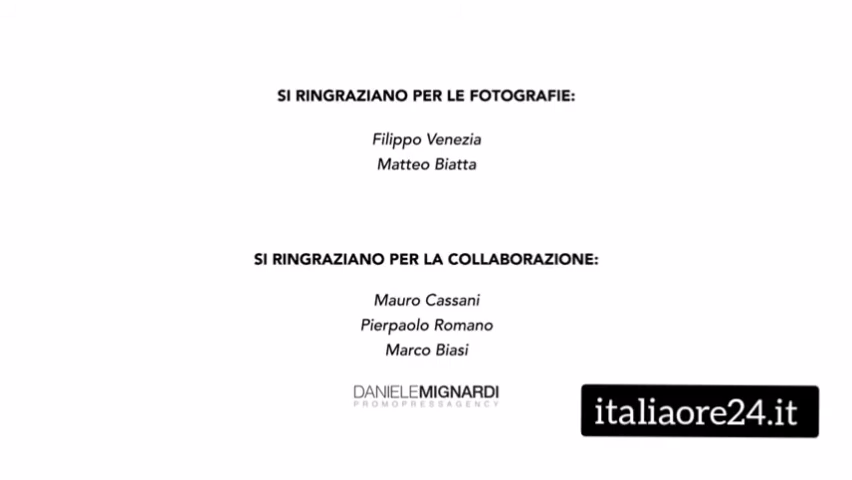 SI RINGRAZIANO PER LE FOTOGRAFIE:
Filippo Venezia
Matteo Biatta
SI RINGRAZIANO PER LA COLLABORAZIONE:
Mauro Cassani
Pierpaolo Romano
Marco Biasi
DANIELEMIGNARDI
PROMOPRESSAGENCY
italiaore24.it